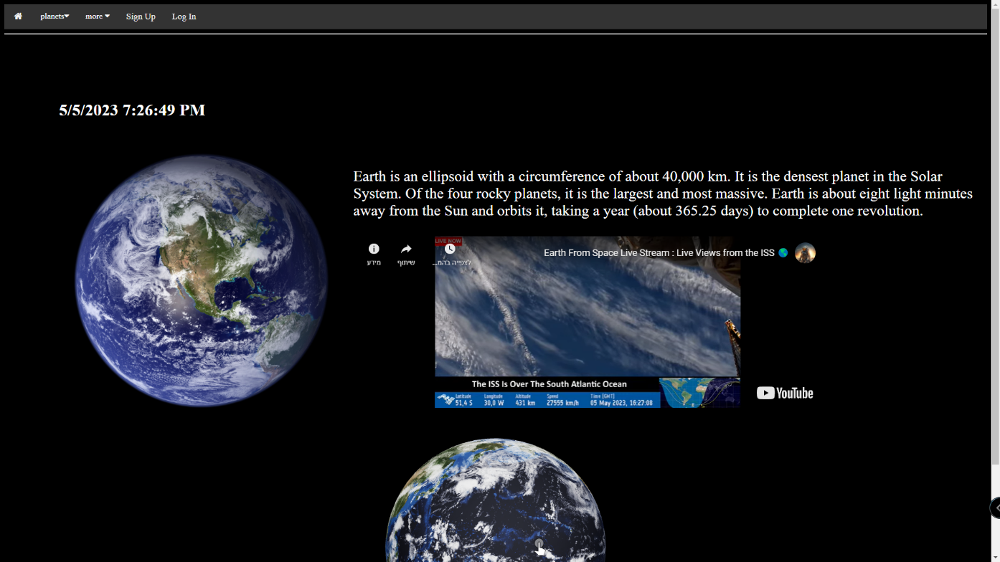 planets more Sign Up Log In
5/5/2023 7:26:49 PM
Earth is an ellipsoid with a circumference of about 40,000 km. It is the densest planet in the Solar
System. Of the four rocky planets, it is the largest and most massive. Earth is about eight light minutes
away from the Sun and orbits it, taking a year (about 365.25 days) to complete one revolution.
LIVE NOW
Earth From Space Live Stream : Live Views from the ISS
מידע שיתוף לצפייה בהמ...
The ISS Is Over The South Atlantic Ocean
Latitude Longitude Altitude Speed Time [GMT]
51,4 S 30,0 W 431 km 27555 km/h 05 May 2023, 16:27:08
YouTube